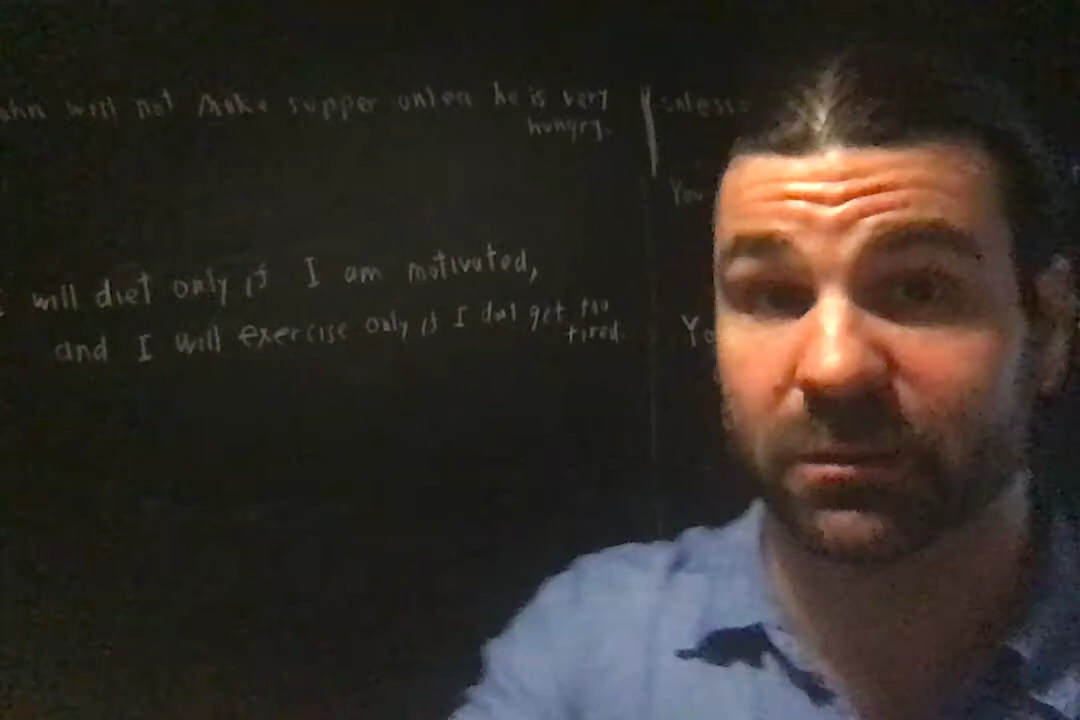 will not make supper unless he is very
hungry.
unless
You
I will diet only if I am motivated,
and I will exercise only if I don't get too
tired.
Yo